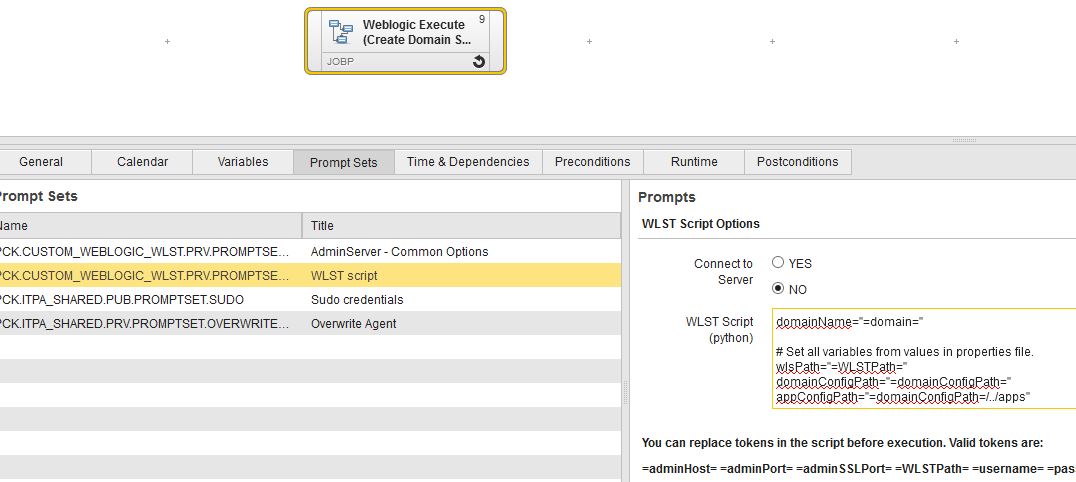 Weblogic Execute 9
(Create Domain S...
JOBP
General Calendar Variables Prompt Sets Time & Dependencies Preconditions Runtime Postconditions
Prompt Sets
Name Title
PCK.CUSTOM_WEBLOGIC_WLST.PRV.PROMPTSE... AdminServer - Common Options
PCK.CUSTOM_WEBLOGIC_WLST.PRV.PROMPTSE... WLST script
PCK.ITPA_SHARED.PUB.PROMPTSET.SUDO Sudo credentials
PCK.ITPA_SHARED.PRV.PROMPTSET.OVERWRITE... Overwrite Agent
Prompts
WLST Script Options
Connect to
Server
YES
NO
WLST Script
(python)
domainName="=domain="
# Set all variables from values in properties file.
wlsPath="=WLSTPath="
domainConfigPath="=domainConfigPath="
appConfigPath="=domainConfigPath=/../apps"
You can replace tokens in the script before execution. Valid tokens are:
=adminHost= =adminPort= =adminSSLPort= =WLSTPath= =username= =pas